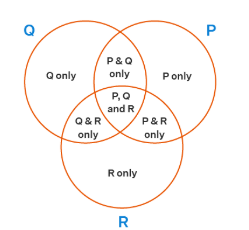 Q
P
P & Q
only
Q only
P only
P, Q
and R
Q & R
only
P & R
only
R only
R